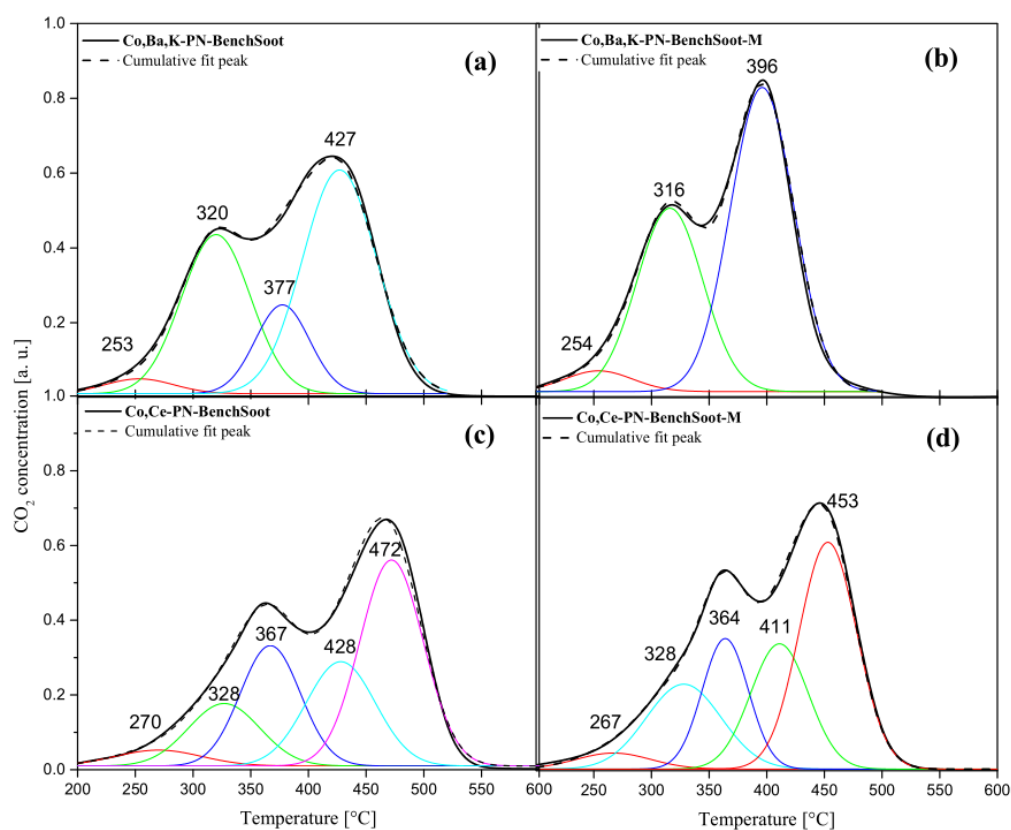 Co,Ba,K-PN-BenchSoot
Cumulative fit peak
(a)
253
320
377
427
Co,Ba,K-PN-BenchSoot-M
Cumulative fit peak
(b)
254
316
396
Co,Ce-PN-BenchSoot
Cumulative fit peak
(c)
270
328
367
428
472
Co,Ce-PN-BenchSoot-M
Cumulative fit peak
(d)
267
328
364
411
453
1.0
0.8
0.6
0.4
0.2
1.0
0.8
0.6
0.4
0.2
0.0
CO₂ concentration [a. u.]
200 250 300 350 400 450 500 550 600
250 300 350 400 450 500 550 600
Temperature [°C]
Temperature [°C]